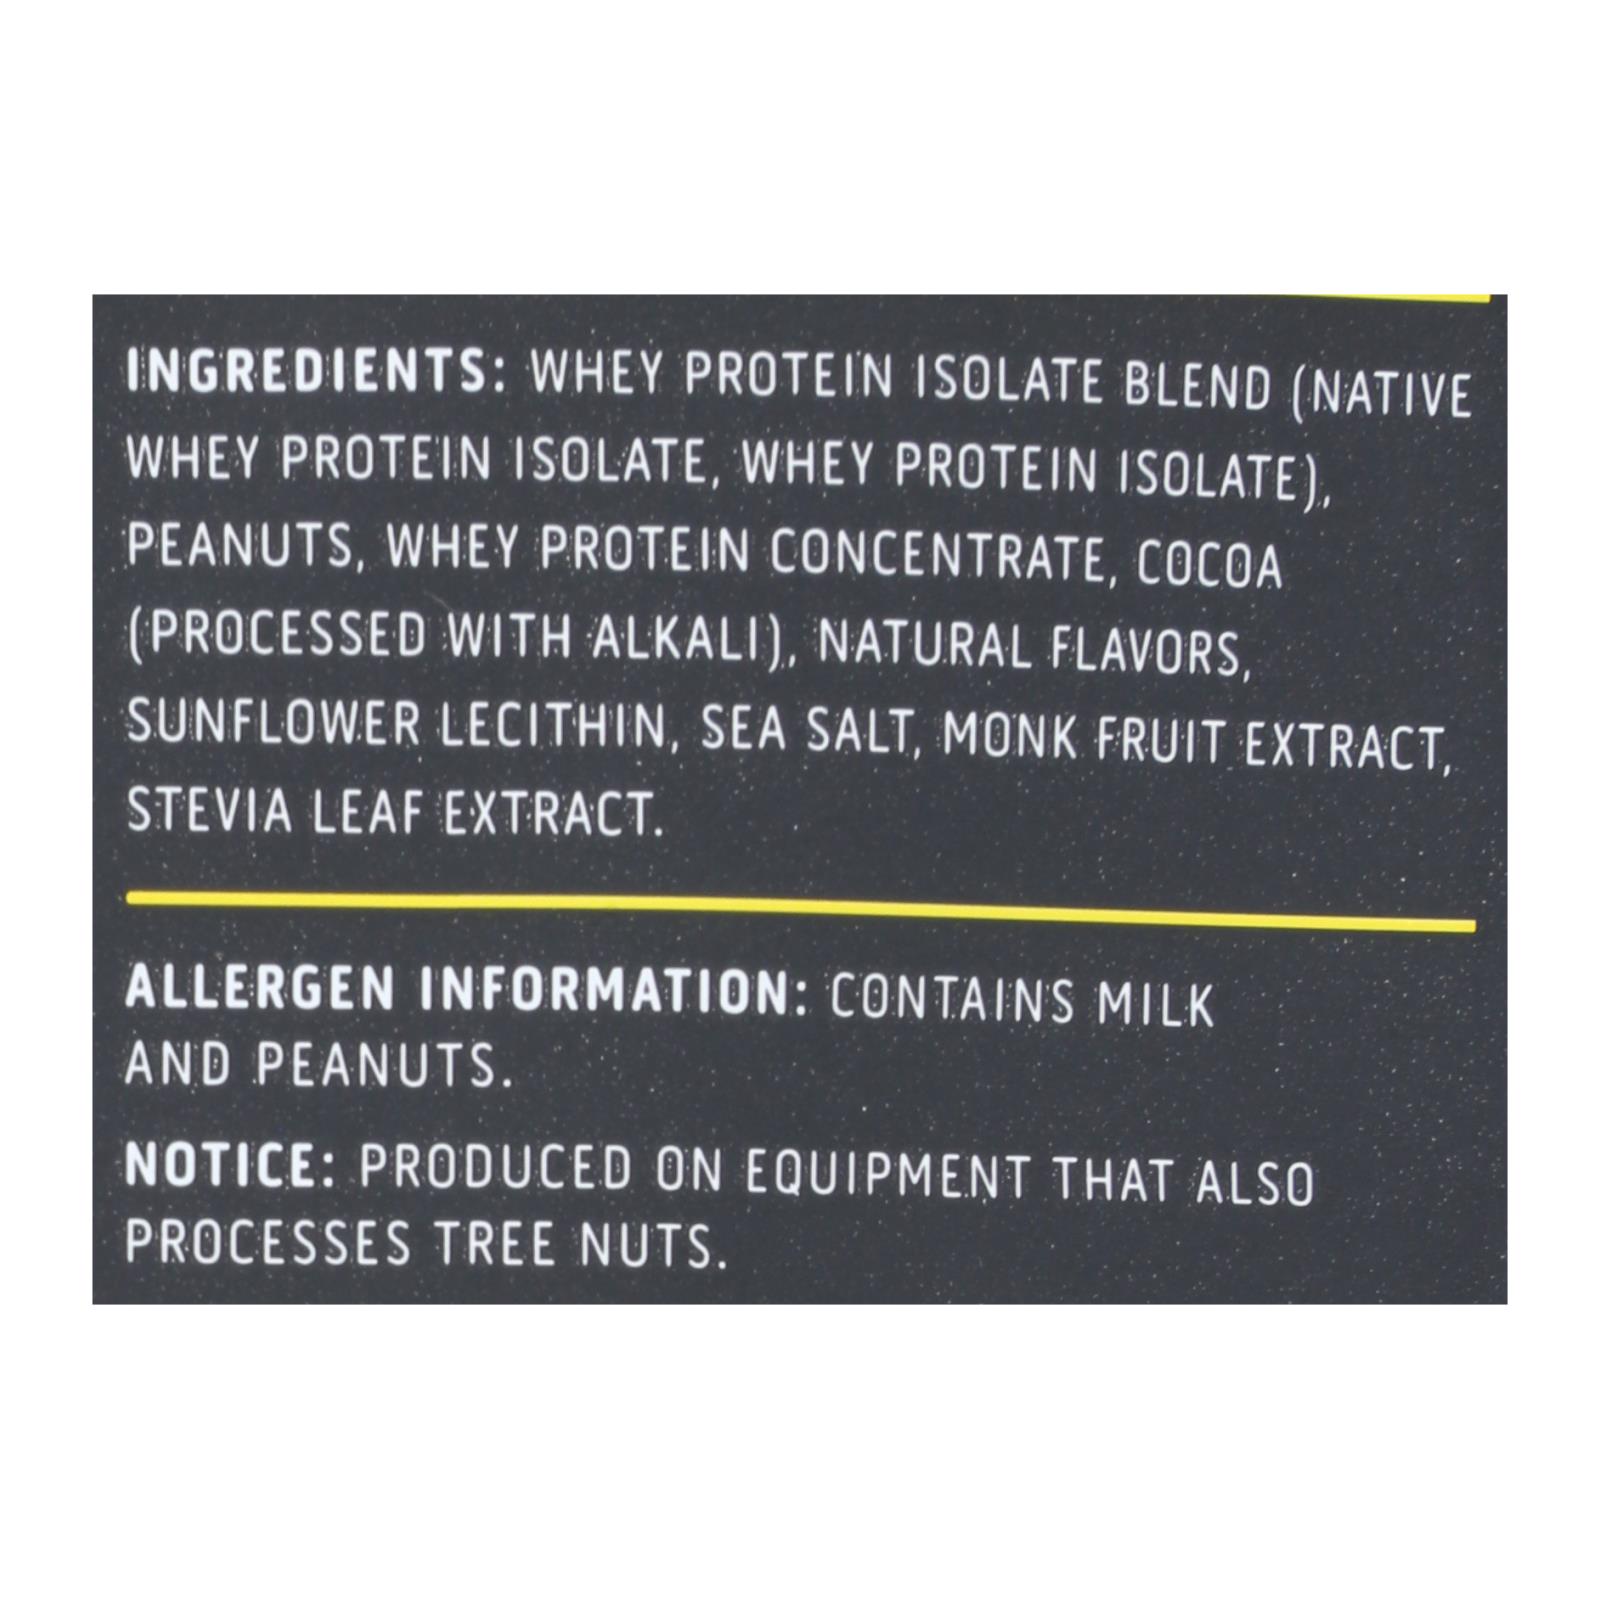 INGREDIENTS: WHEY PROTEIN ISOLATE BLEND (NATIVE
WHEY PROTEIN ISOLATE, WHEY PROTEIN ISOLATE),
PEANUTS, WHEY PROTEIN CONCENTRATE, COCOA
(PROCESSED WITH ALKALI), NATURAL FLAVORS,
SUNFLOWER LECITHIN, SEA SALT, MONK FRUIT EXTRACT,
STEVIA LEAF EXTRACT.
ALLERGEN INFORMATION: CONTAINS MILK
AND PEANUTS.
NOTICE: PRODUCED ON EQUIPMENT THAT ALSO
PROCESSES TREE NUTS.